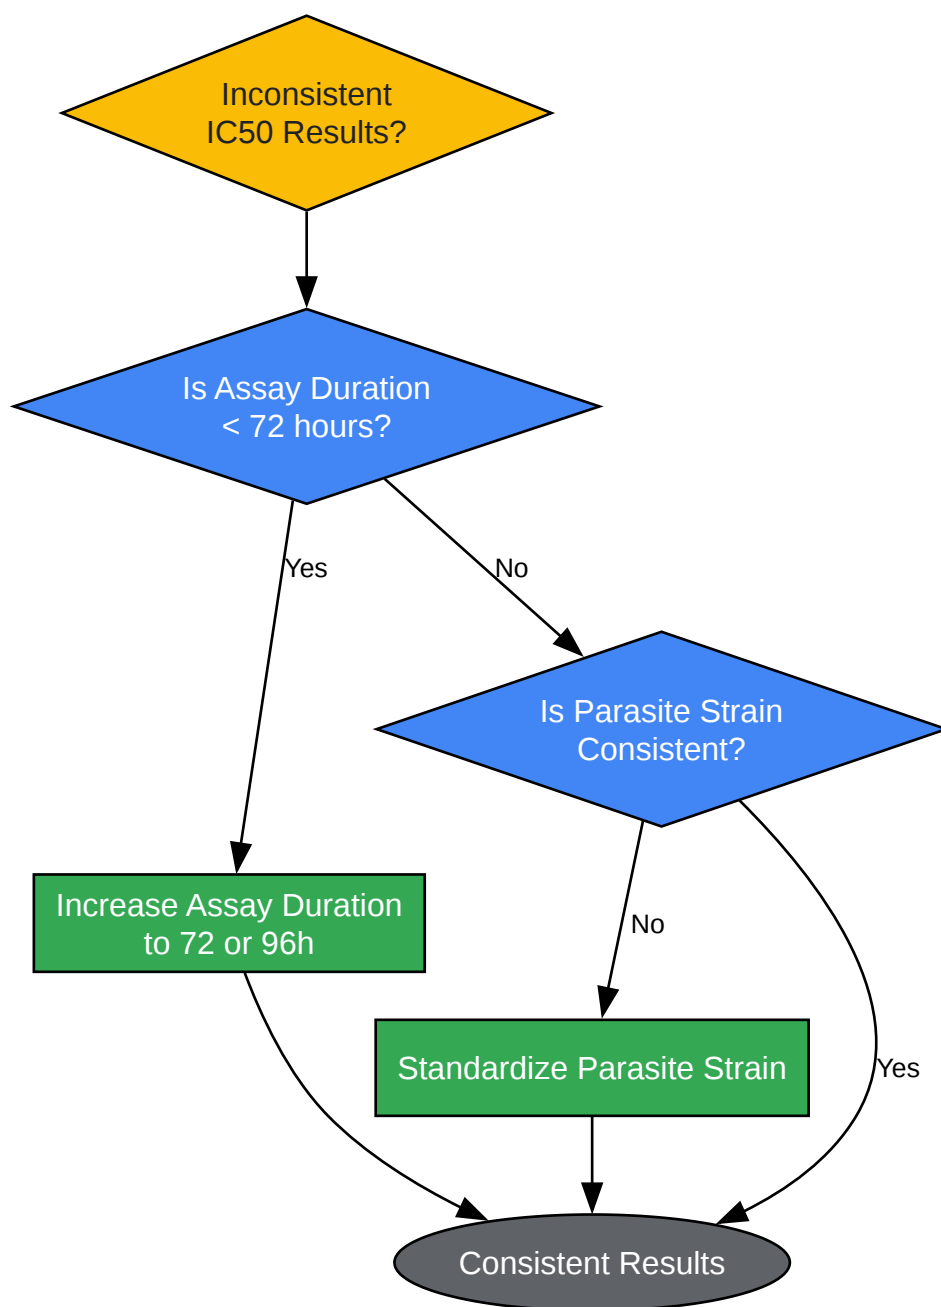 Inconsistent
IC50 Results?
Is Assay Duration
< 72 hours?
Yes
No
Is Parasite Strain
Consistent?
Increase Assay Duration
to 72 or 96h
No
Standardize Parasite Strain
Yes
Consistent Results